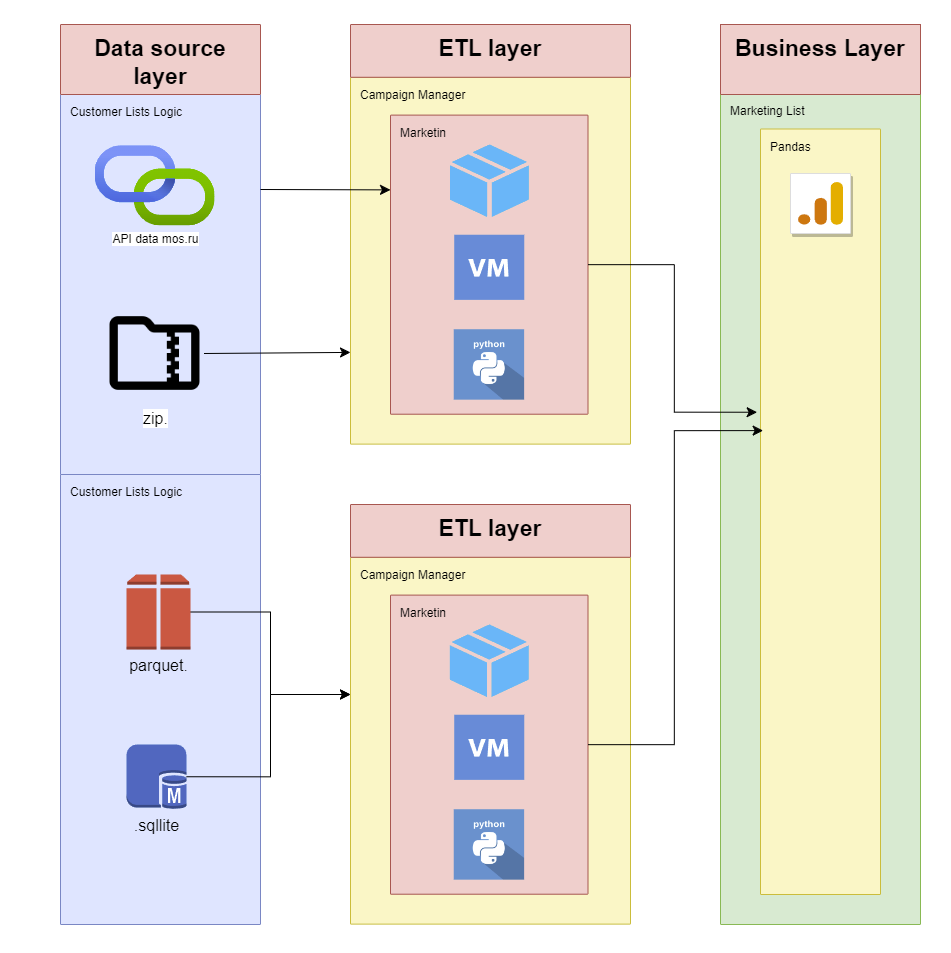 Data source
layer
Customer Lists Logic
API data mos.ru
zip.
Customer Lists Logic
parquet.
M
.sqllite
ETL layer
Campaign Manager
Marketin
VM
python
ETL layer
Campaign Manager
Marketin
VM
python
Business Layer
Marketing List
Pandas